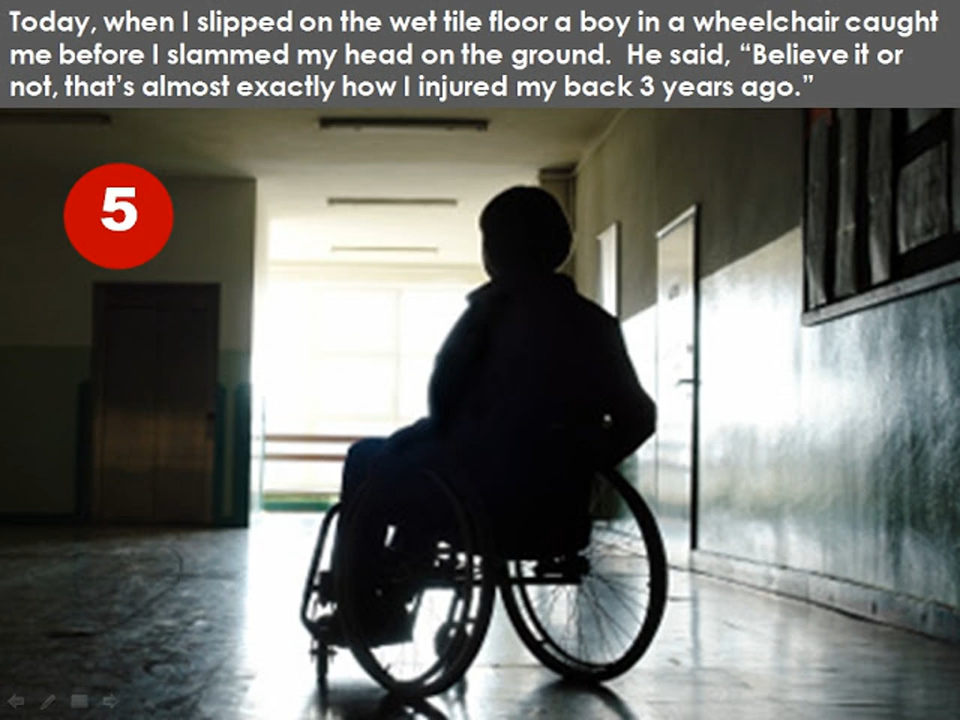 Today, when I slipped on the wet tile floor a boy in a wheelchair caught
me before I slammed my head on the ground.  He said, “Believe it or
not, that’s almost exactly how I injured my back 3 years ago.”
5